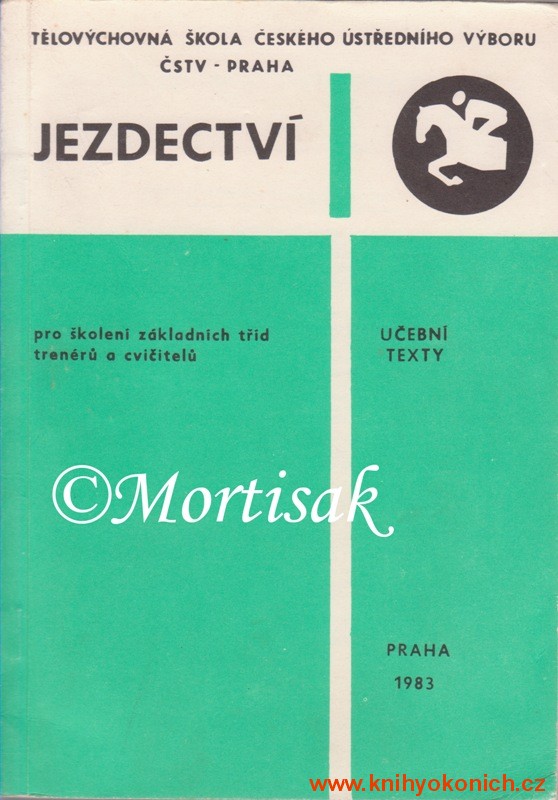 TĚLOVÝCHOVNÁ ŠKOLA ČESKÉHO ÚSTŘEDNÍHO VÝBORU
ČSTV - PRAHA
JEZDECTVÍ
pro školení základních tříd
trenérů a cvičitelů
UČEBNÍ
TEXTY
©Mortisak
PRAHA
1983
www.knihyokonich.cz